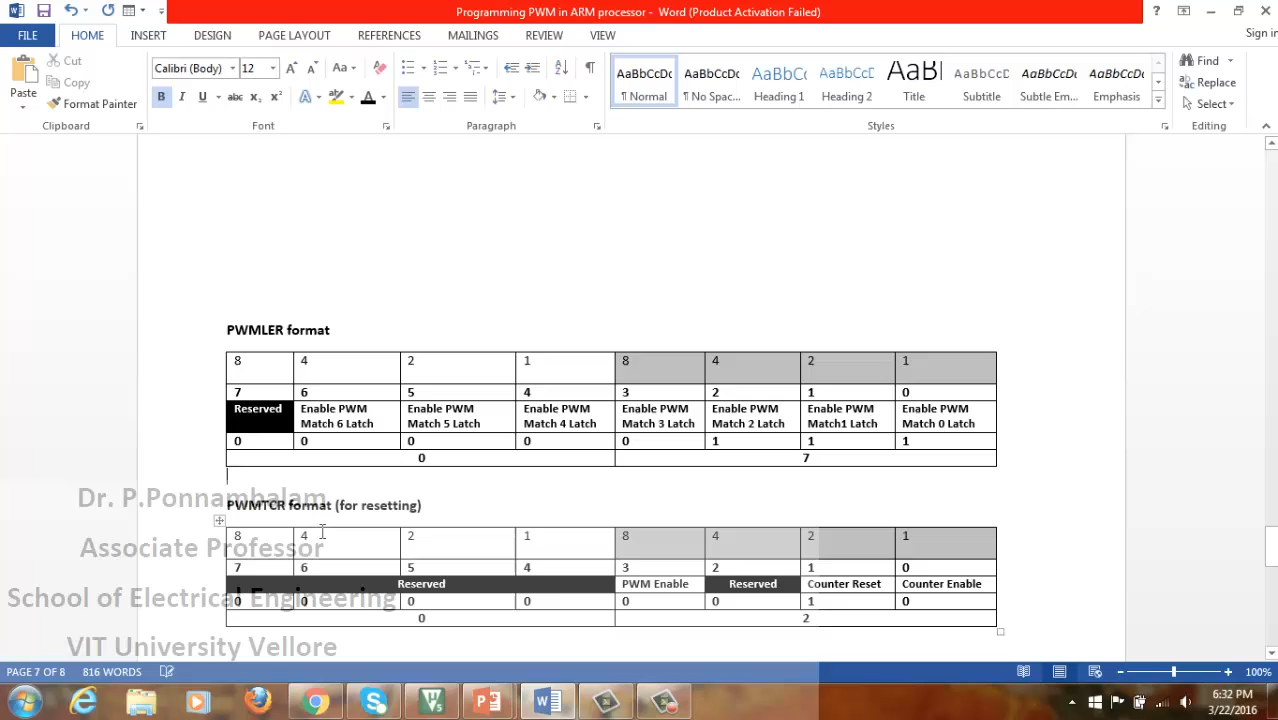 Programming PWM in ARM processor - Word (Product Activation Failed)
?
FILE HOME INSERT DESIGN PAGE LAYOUT REFERENCES MAILINGS REVIEW VIEW Sign in
Paste
Cut
Copy
Format Painter
Clipboard
Calibri (Body) 12
Font
Paragraph
AaBbCcDc AaBbCcDc AaBbCc AaBbCc AaBl AaBbCcD AaBbCcDc AaBbCcDc
¶ Normal ¶ No Spac... Heading 1 Heading 2 Title Subtitle Subtle Em... Emphasis
Styles
Find
Replace
Select
Editing
PWMLER format
8 4 2 1 8 4 2 1
7 6 5 4 3 2 1 0
Reserved Enable PWM Match 6 Latch Enable PWM Match 5 Latch Enable PWM Match 4 Latch Enable PWM Match 3 Latch Enable PWM Match 2 Latch Enable PWM Match1 Latch Enable PWM Match 0 Latch
0 0 0 0 0 1 1 1
0 7
PWMTCR format (for resetting)
8 4 2 1 8 4 2 1
7 6 5 4 3 2 1 0
Reserved PWM Enable Reserved Counter Reset Counter Enable
0 0 0 0 0 0 1 0
0 2
Dr. P.Ponnambalam
Associate Professor
School of Electrical Engineering
VIT University Vellore
PAGE 7 OF 8 816 WORDS 100%
6:32 PM
3/22/2016